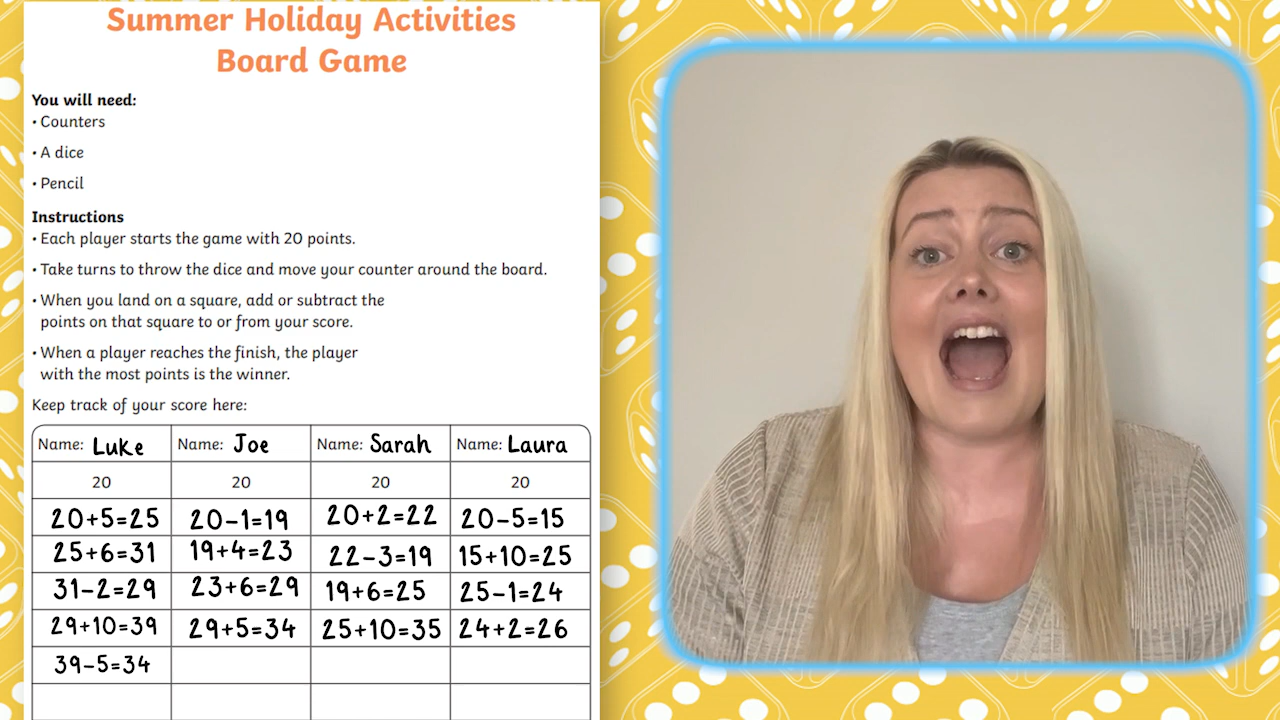 Summer Holiday Activities
Board Game
You will need:
• Counters
• A dice
• Pencil
Instructions
• Each player starts the game with 20 points.
• Take turns to throw the dice and move your counter around the board.
• When you land on a square, add or subtract the
points on that square to or from your score.
• When a player reaches the finish, the player
with the most points is the winner.
Keep track of your score here:
Name: Luke Name: Joe Name: Sarah Name: Laura
20 20 20 20
20+5=25 20-1=19 20+2=22 20-5=15
25+6=31 19+4=23 22-3=19 15+10=25
31-2=29 23+6=29 19+6=25 25-1=24
29+10=39 29+5=34 25+10=35 24+2=26
39-5=34